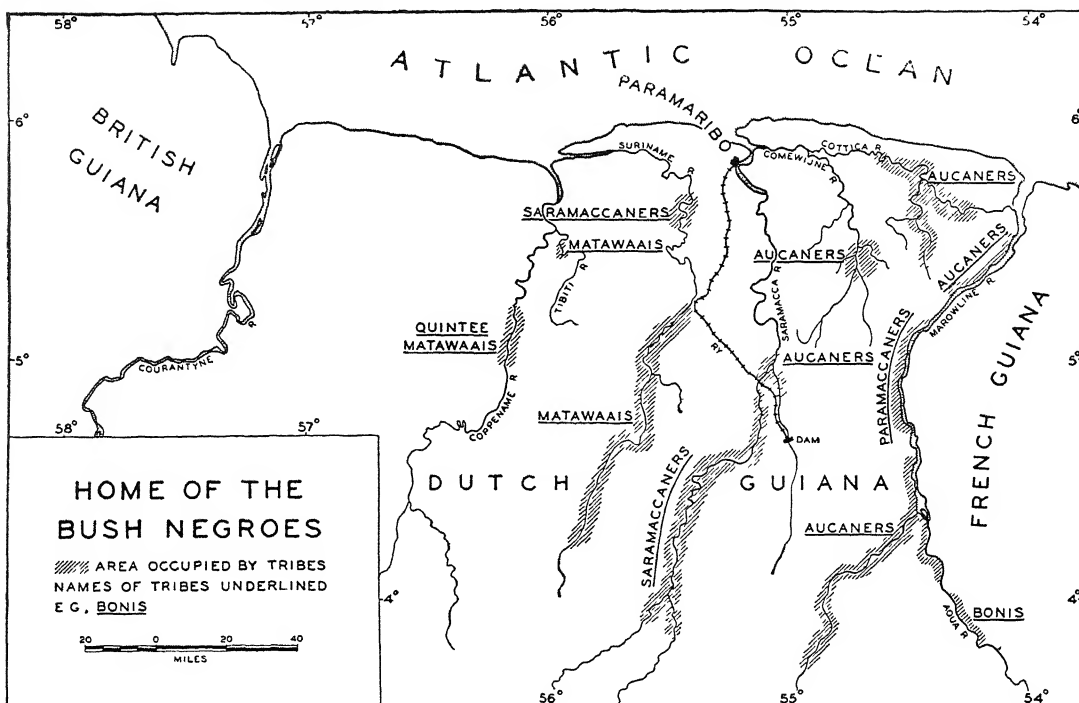 58°
56°
55°
54°
ATLANTIC OCEAN
PARAMARIBO
6°
6°
BRITISH
GUIANA
SURINAME R
COMEWIJNE R
COTTICA R
AUCANERS
SARAMACCANERS
MATAWAAIS
AUCANERS
AUCANERS
TIBITI R
SARAMACCA R
MAROWIJNE R
QUINTEE
MATAWAAIS
RY
AUCANERS
PARAMACCANERS
FRENCH GUIANA
5°
5°
COURANTYNE R
COPPENAME R
MATAWAAIS
58°
57°
DAM
SARAMACCANERS
DUTCH GUIANA
AUCANERS
HOME OF THE
BUSH NEGROES
AREA OCCUPIED BY TRIBES
NAMES OF TRIBES UNDERLINED
E G, BONIS
20 0 20 40
MILES
4°
4°
AQUA R
BONIS
56°
55°
54°